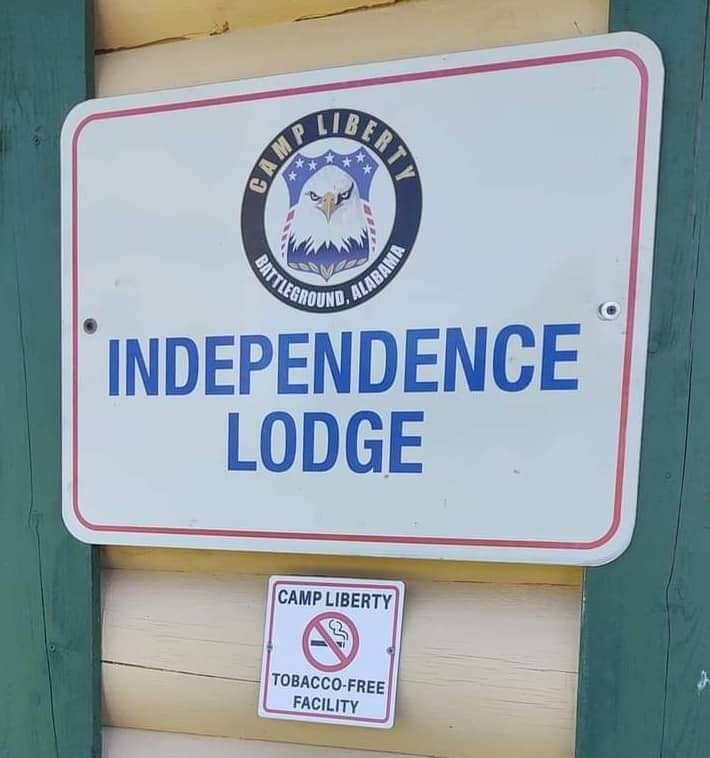 CAMP LIBERTY
BATTLEGROUND, ALABAMA
INDEPENDENCE
LODGE
CAMP LIBERTY
TOBACCO-FREE
FACILITY